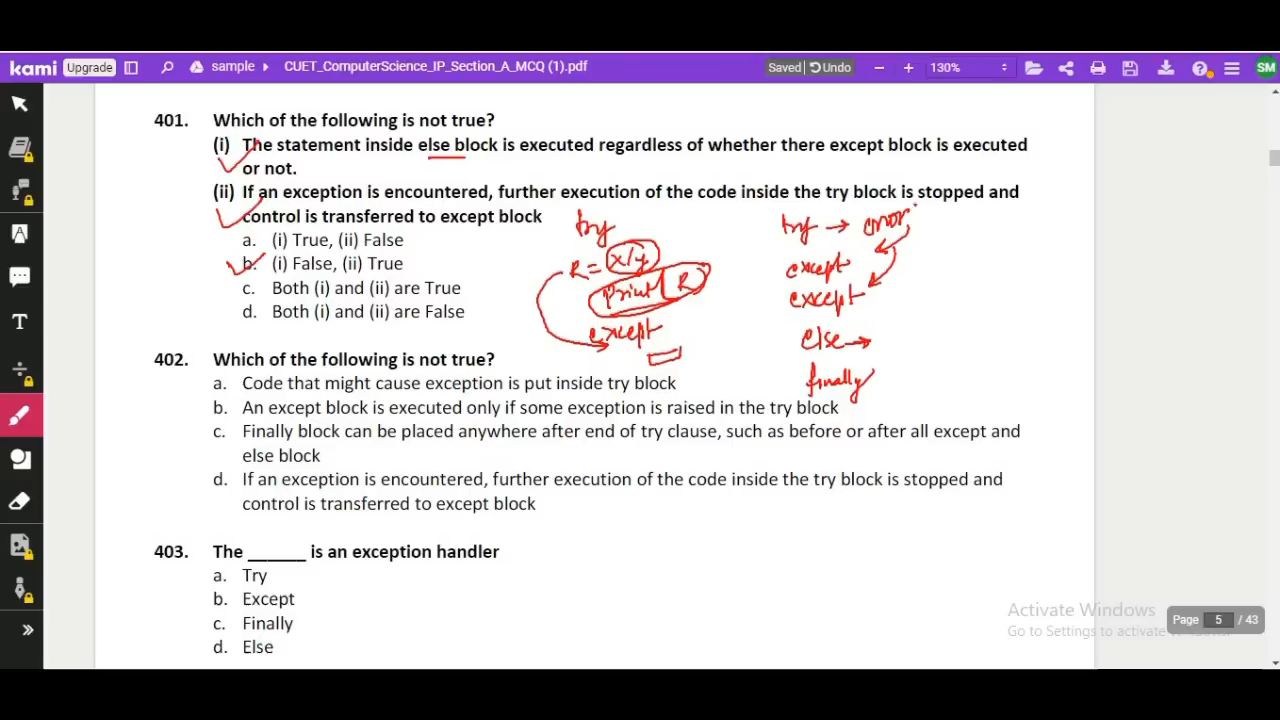 kami Upgrade sample CUET_ComputerScience_IP_Section_A_MCQ (1).pdf Saved Undo 130% SM
401. Which of the following is not true?
(i) The statement inside else block is executed regardless of whether there except block is executed
or not.
(ii) If an exception is encountered, further execution of the code inside the try block is stopped and
control is transferred to except block
a. (i) True, (ii) False
b. (i) False, (ii) True
c. Both (i) and (ii) are True
d. Both (i) and (ii) are False
try
R = x/y
print R
except
try → error
except
except
else →
finally
402. Which of the following is not true?
a. Code that might cause exception is put inside try block
b. An except block is executed only if some exception is raised in the try block
c. Finally block can be placed anywhere after end of try clause, such as before or after all except and
else block
d. If an exception is encountered, further execution of the code inside the try block is stopped and
control is transferred to except block
403. The ______ is an exception handler
a. Try
b. Except
c. Finally
d. Else
Activate Windows
Go to Settings to activate
Page 5 / 43